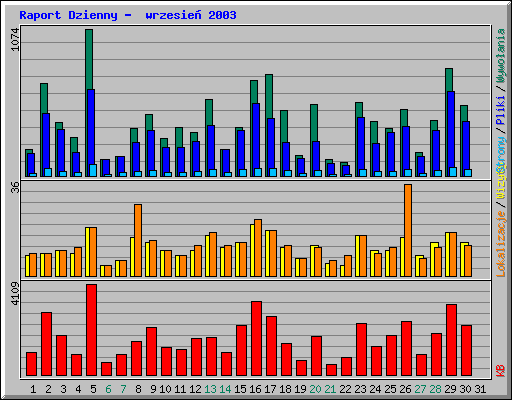 Raport Dzienny -  wrzesień 2003
1074
36
4109
Wywołania / Pliki / Strony
Lokalizacje / Wizyt
KB
1 2 3 4 5 6 7 8 9 10 11 12 13 14 15 16 17 18 19 20 21 22 23 24 25 26 27 28 29 30 31